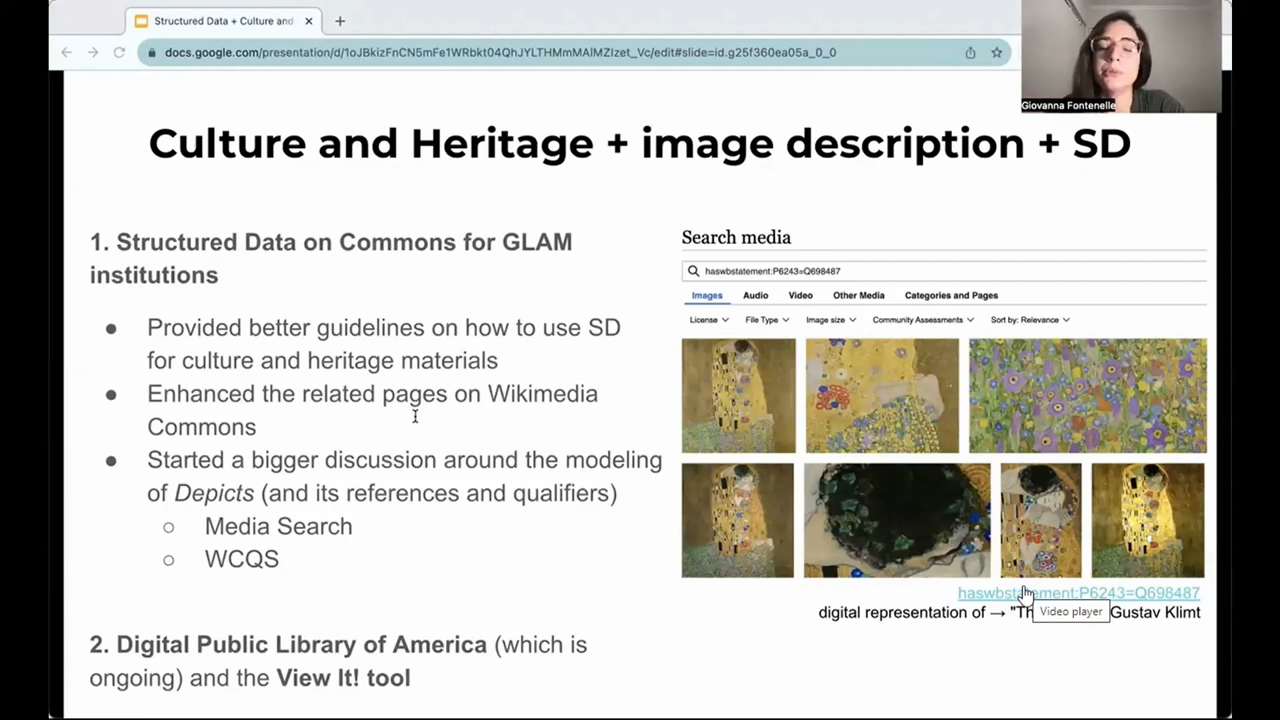 Structured Data + Culture and
docs.google.com/presentation/d/1oJBkizFnCN5mFe1WRbkt04QhJYLTHMmMAlMZIzet_Vc/edit#slide=id.g25f360ea05a_0_0
Giovanna Fontenelle
Culture and Heritage + image description + SD
1. Structured Data on Commons for GLAM
institutions
● Provided better guidelines on how to use SD
for culture and heritage materials
● Enhanced the related pages on Wikimedia
Commons
● Started a bigger discussion around the modeling
of Depicts (and its references and qualifiers)
○ Media Search
○ WCQS
2. Digital Public Library of America (which is
ongoing) and the View It! tool
Search media
haswbstatement:P6243=Q698487
Images Audio Video Other Media Categories and Pages
License File Type Image size Community Assessments Sort by: Relevance
haswbstatement:P6243=Q698487
digital representation of → "Th Gustav Klimt
Video player